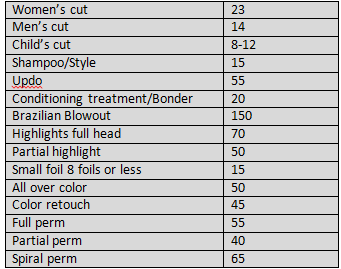 Women's cut 23
Men's cut 14
Child's cut 8-12
Shampoo/Style 15
Updo 55
Conditioning treatment/Bonder 20
Brazilian Blowout 150
Highlights full head 70
Partial highlight 50
Small foil 8 foils or less 15
All over color 50
Color retouch 45
Full perm 55
Partial perm 40
Spiral perm 65